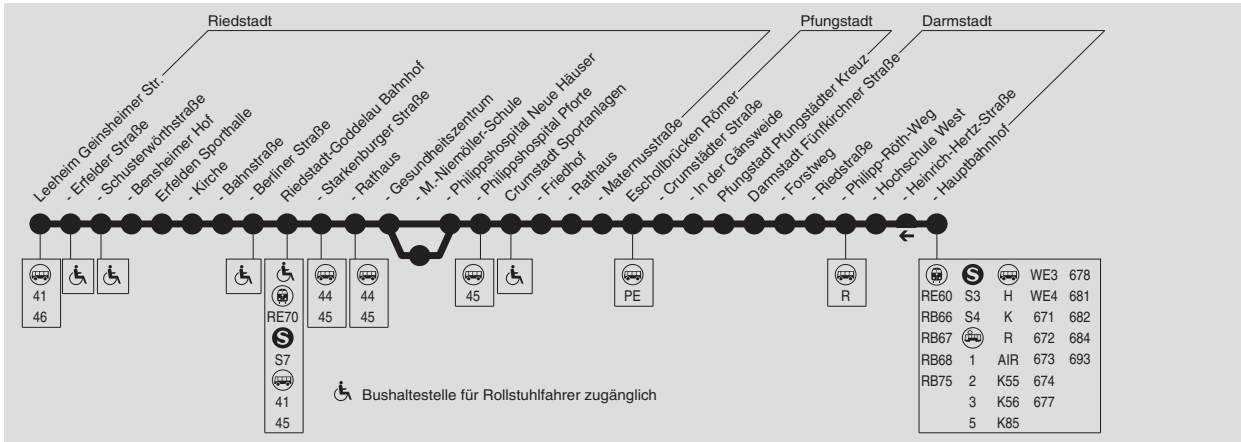 Riedstadt
Pfungstadt
Darmstadt
Leeheim Geinsheimer Str.
- Erfelder Straße
- Schusterwörthstraße
- Bensheimer Hof
Erfelden Sporthalle
- Kirche
- Bahnstraße
- Berliner Straße
Riedstadt-Goddelau Bahnhof
- Starkenburger Straße
- Rathaus
- Gesundheitszentrum
- M.-Niemöller-Schule
- Philippshospital Neue Häuser
- Philippshospital Pforte
Crumstadt Sportanlagen
- Friedhof
- Rathaus
- Maternusstraße
Eschollbrücken Römer
- Crumstädter Straße
- In der Gänsweide
Pfungstadt Pfungstädter Kreuz
Darmstadt Fünfkirchner Straße
- Forstweg
- Riedstraße
- Philipp-Röth-Weg
- Hochschule West
- Heinrich-Hertz-Straße
- Hauptbahnhof
41
46
RE70
S
S7
41
45
44
45
44
45
45
PE
R
S WE3 678
RE60 S3 H WE4 681
RB66 S4 K 671 682
RB67 R 672 684
RB68 1 AIR 673 693
RB75 2 K55 674
3 K56 677
5 K85
Bushaltestelle für Rollstuhlfahrer zugänglich